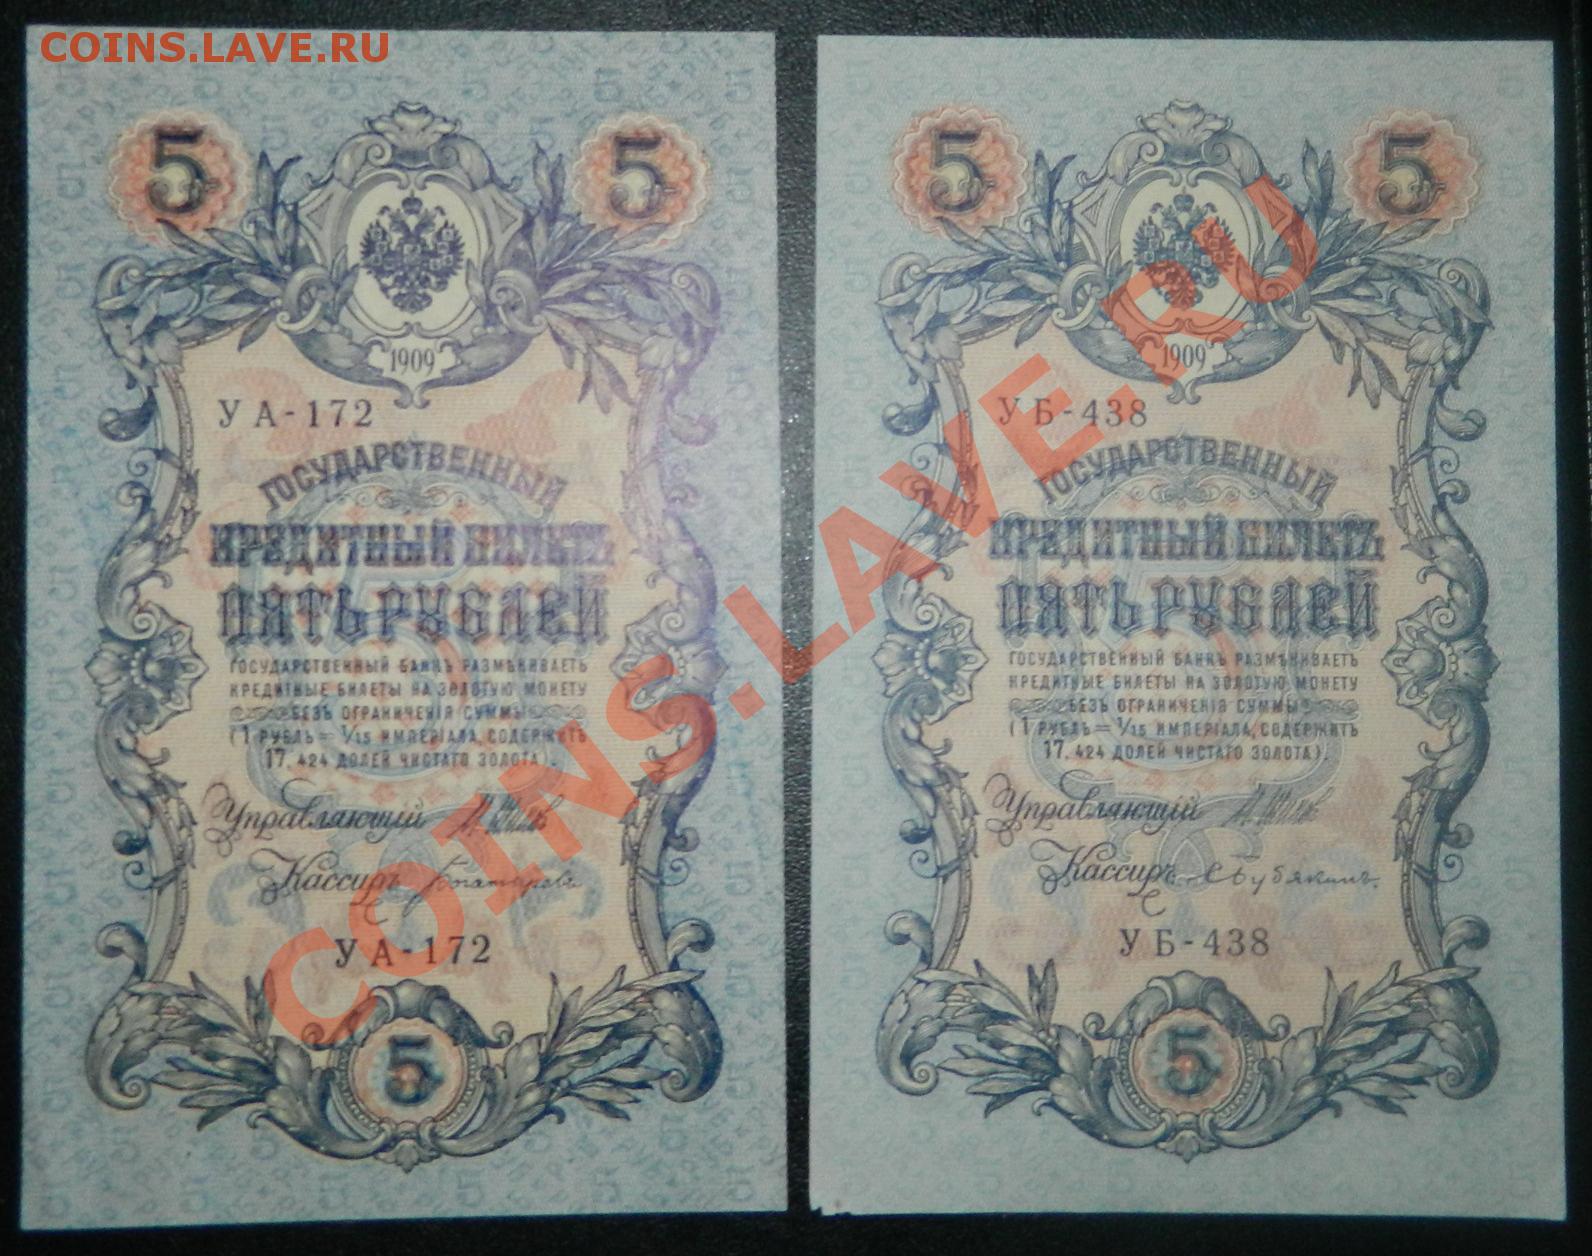 COINS.LAVE.RU
5 5
1909
УА-172
ГОСУДАРСТВЕННЫЙ
КРЕДИТНЫЙ БИЛЕТЪ
ПЯТЬ РУБЛЕЙ
ГОСУДАРСТВЕННЫЙ БАНКЪ РАЗМѢНИВАЕТЪ
КРЕДИТНЫЕ БИЛЕТЫ НА ЗОЛОТУЮ МОНЕТУ
БЕЗЪ ОГРАНИЧЕНІЯ СУММЫ
(1 РУБЛЬ = 1/15 ИМПЕРІАЛА, СОДЕРЖИТЪ
17,424 ДОЛЕЙ ЧИСТАГО ЗОЛОТА).
Управляющій
Кассиръ
УА-172
5
5 5
1909
УБ-438
ГОСУДАРСТВЕННЫЙ
КРЕДИТНЫЙ БИЛЕТЪ
ПЯТЬ РУБЛЕЙ
ГОСУДАРСТВЕННЫЙ БАНКЪ РАЗМѢНИВАЕТЪ
КРЕДИТНЫЕ БИЛЕТЫ НА ЗОЛОТУЮ МОНЕТУ
БЕЗЪ ОГРАНИЧЕНІЯ СУММЫ
(1 РУБЛЬ = 1/15 ИМПЕРІАЛА, СОДЕРЖИТЪ
17,424 ДОЛЕЙ ЧИСТАГО ЗОЛОТА).
Управляющій
Кассиръ С Бубякинъ.
УБ-438
5
COINS.LAVE.RU